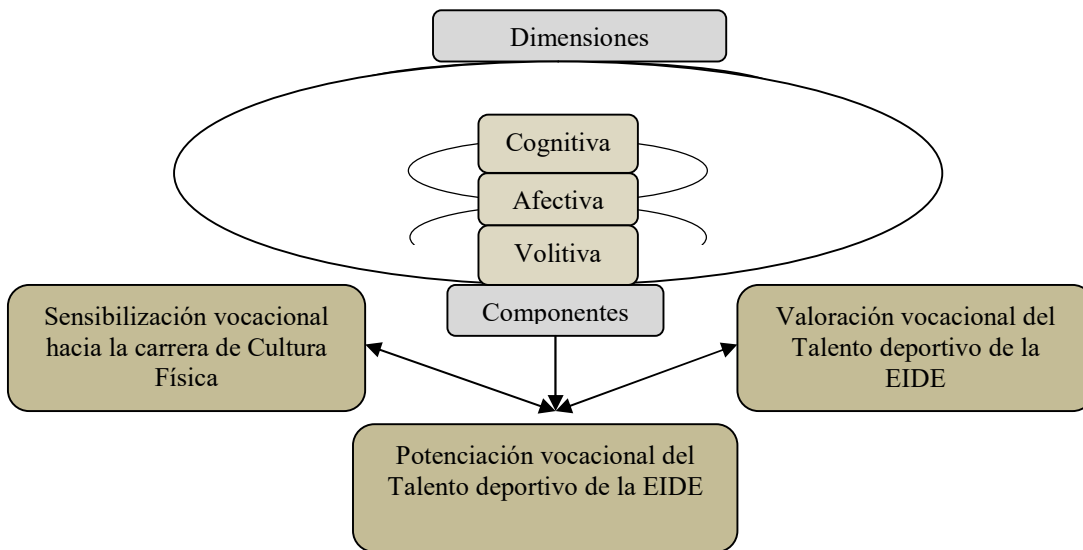 Dimensiones
Cognitiva
Afectiva
Volitiva
Componentes
Sensibilización vocacional
hacia la carrera de Cultura
Física
Valoración vocacional del
Talento deportivo de la
EIDE
Potenciación vocacional del
Talento deportivo de la EIDE